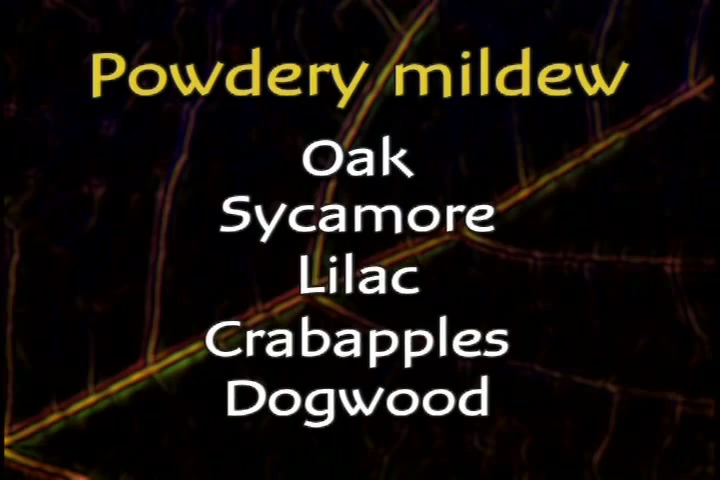 Powdery mildew
Oak
Sycamore
Lilac
Crabapples
Dogwood